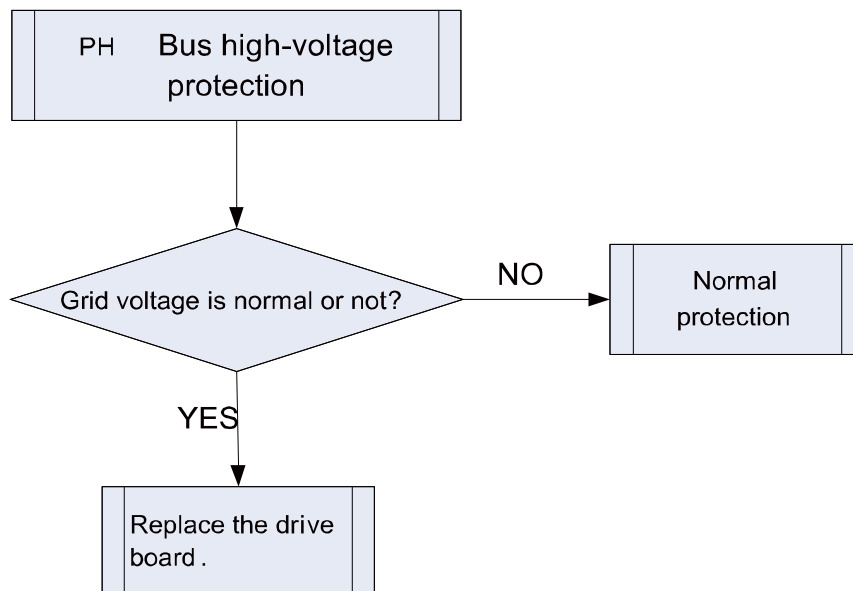 PH Bus high-voltage
protection
Grid voltage is normal or not?
NO
Normal
protection
YES
Replace the drive
board .